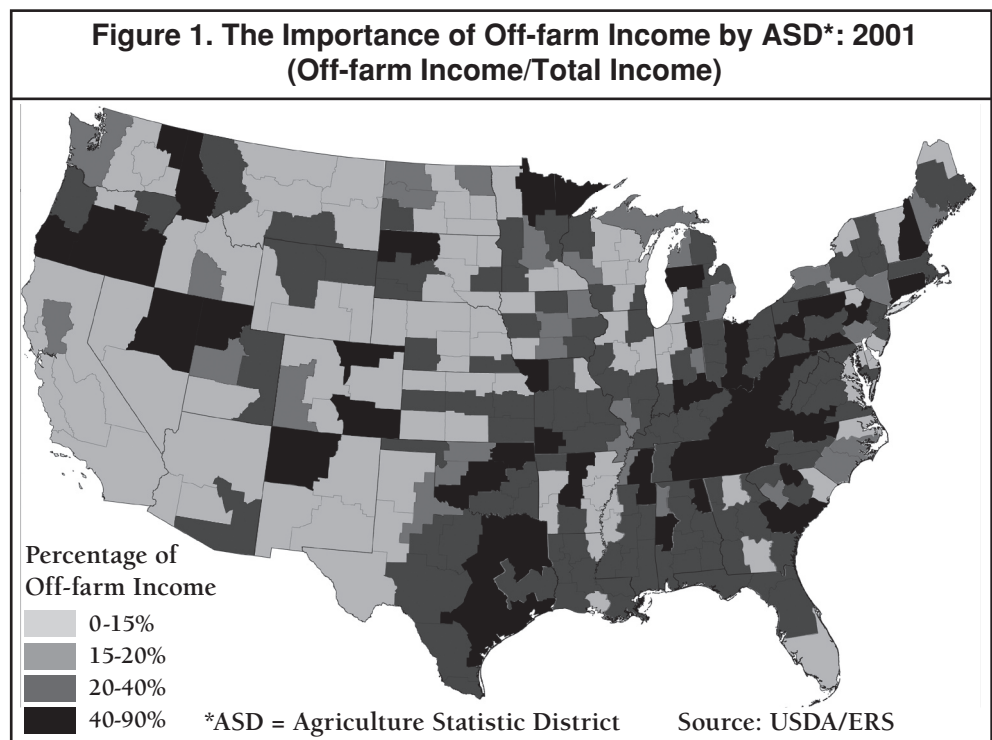 Figure 1. The Importance of Off-farm Income by ASD*: 2001
(Off-farm Income/Total Income)
Percentage of
Off-farm Income
0-15%
15-20%
20-40%
40-90%
*ASD = Agriculture Statistic District
Source: USDA/ERS